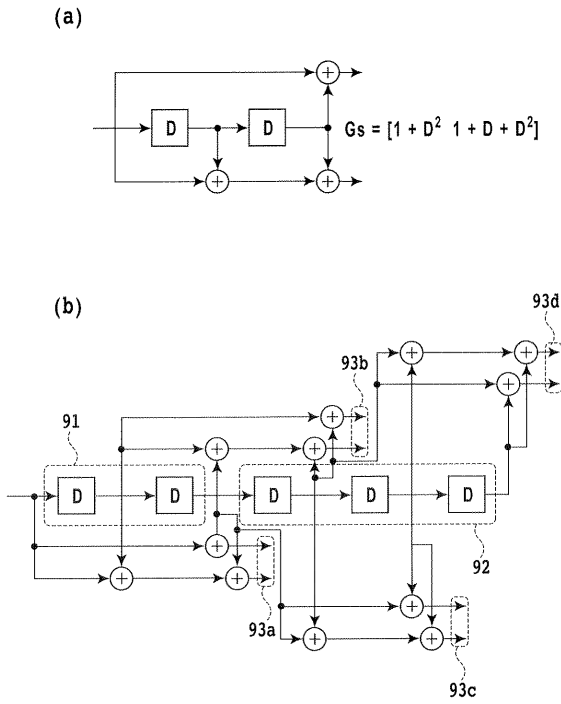 (a)
+
D
D
Gs = [1 + D² 1 + D + D²]
+
+
(b)
93d
+
+
93b
+
91
+
+
+
D
D
D
D
D
92
+
+
+
93a
+
+
+
+
93c